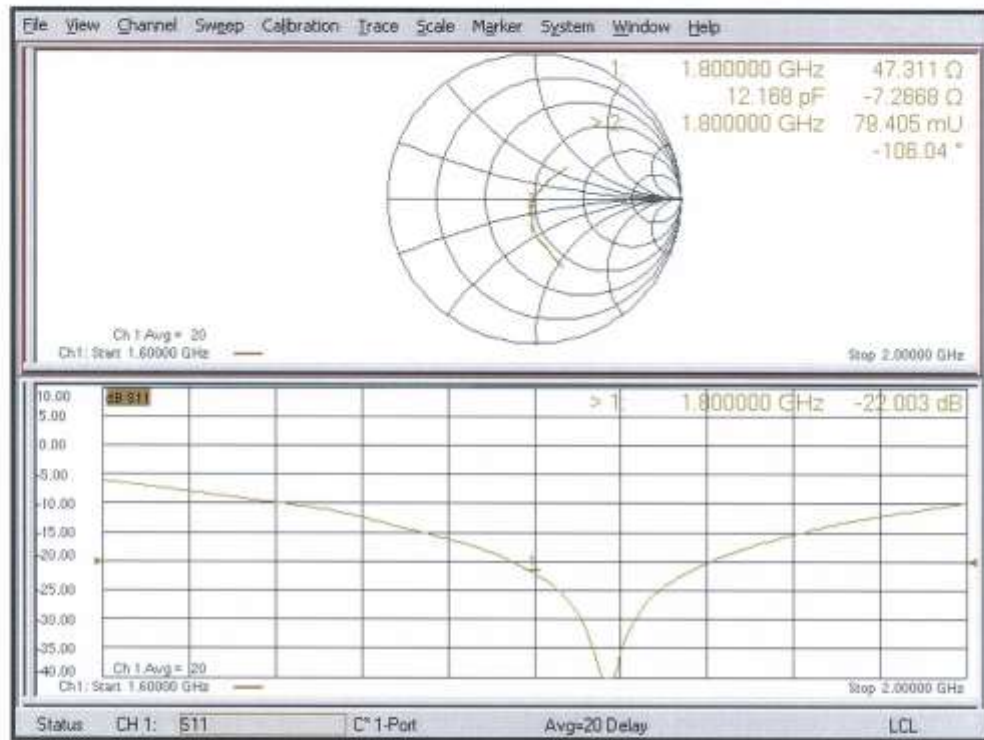 File View Channel Sweep Calibration Trace Scale Marker System Window Help
1 1.800000 GHz 47.311 Ω
12.168 pF -7.2668 Ω
> 2 1.800000 GHz 79.405 mU
-106.04 °
Ch 1 Avg = 20
Ch1: Start 1.60000 GHz
Stop 2.00000 GHz
10.00
dB S11
> 1 1.800000 GHz -22.003 dB
5.00
0.00
-5.00
-10.00
-15.00
-20.00
1
-25.00
-30.00
-35.00
-40.00
Ch 1 Avg = 20
Ch1: Start 1.60000 GHz
Stop 2.00000 GHz
Status CH 1: S11 C* 1-Port Avg=20 Delay LCL